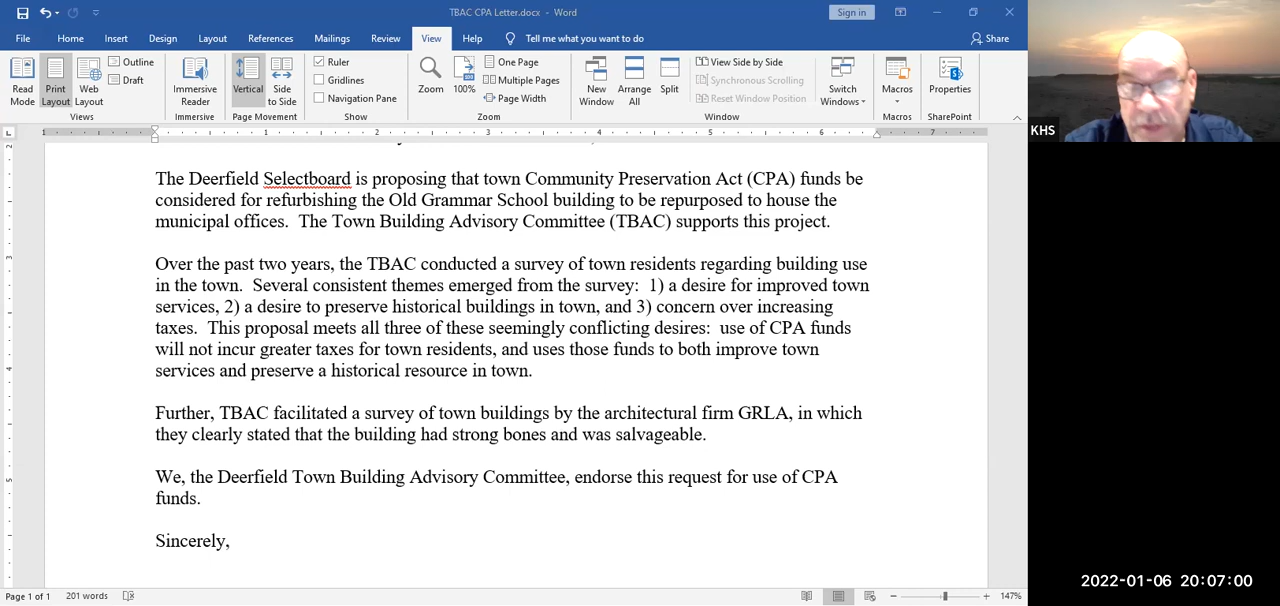 TBAC CPA Letter.docx - Word
Sign in
File Home Insert Design Layout References Mailings Review View Help Tell me what you want to do Share
Read Mode
Print Layout
Web Layout
Outline
Draft
Views
Immersive Reader
Immersive
Vertical
Side to Side
Page Movement
Ruler
Gridlines
Navigation Pane
Show
Zoom
100%
One Page
Multiple Pages
Page Width
Zoom
New Window
Arrange All
Split
View Side by Side
Synchronous Scrolling
Reset Window Position
Window
Switch Windows
Macros
Macros
Properties
SharePoint
KHS
1 1 2 3 4 5 6 7
The Deerfield Selectboard is proposing that town Community Preservation Act (CPA) funds be
considered for refurbishing the Old Grammar School building to be repurposed to house the
municipal offices.  The Town Building Advisory Committee (TBAC) supports this project.
Over the past two years, the TBAC conducted a survey of town residents regarding building use
in the town.  Several consistent themes emerged from the survey:  1) a desire for improved town
services, 2) a desire to preserve historical buildings in town, and 3) concern over increasing
taxes.  This proposal meets all three of these seemingly conflicting desires:  use of CPA funds
will not incur greater taxes for town residents, and uses those funds to both improve town
services and preserve a historical resource in town.
Further, TBAC facilitated a survey of town buildings by the architectural firm GRLA, in which
they clearly stated that the building had strong bones and was salvageable.
We, the Deerfield Town Building Advisory Committee, endorse this request for use of CPA
funds.
Sincerely,
2022-01-06 20:07:00
Page 1 of 1 201 words 147%